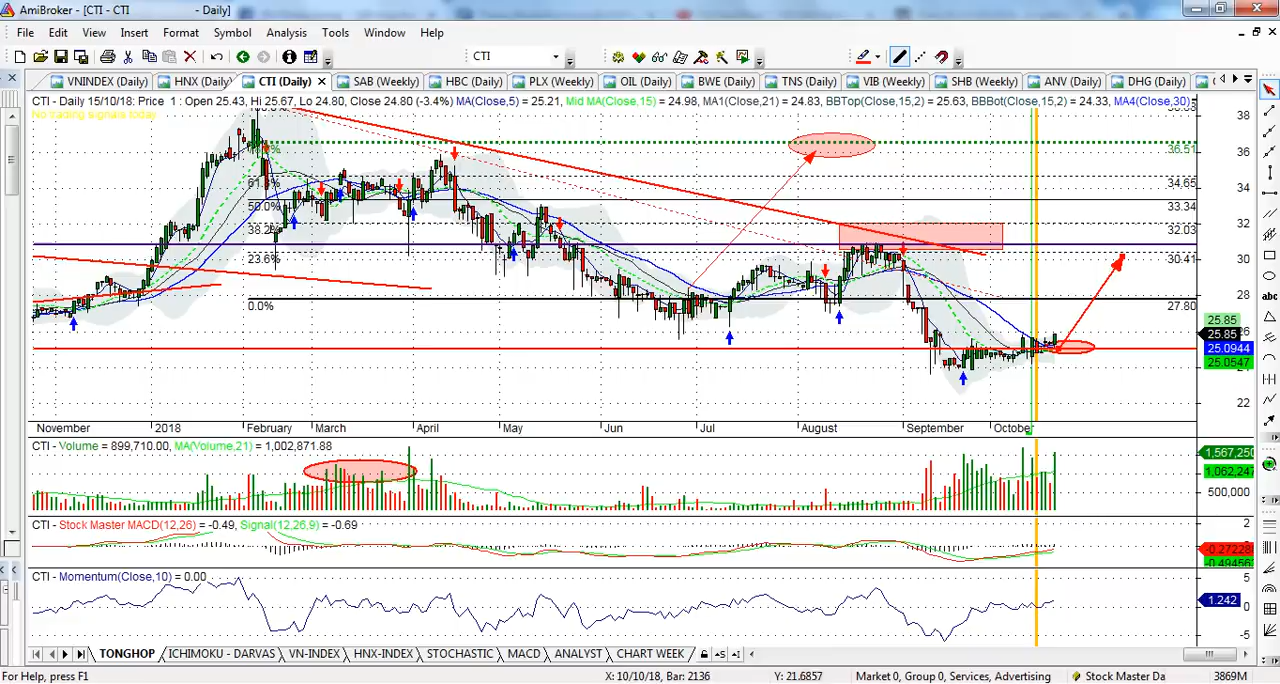 AmiBroker - [CTI - CTI - Daily]
File Edit View Insert Format Symbol Analysis Tools Window Help
CTI
VNINDEX (Daily) HNX (Daily) CTI (Daily) SAB (Weekly) HBC (Daily) PLX (Weekly) OIL (Daily) BWE (Daily) TNS (Daily) VIB (Weekly) SHB (Weekly) ANV (Daily) DHG (Daily)
CTI - Daily 15/10/18: Price 1 : Open 25.43, Hi 25.67, Lo 24.80, Close 24.80 (-3.4%) MA(Close,5) = 25.21, Mid MA(Close,15) = 24.98, MA1(Close,21) = 24.83, BBTop(Close,15,2) = 25.63, BBBot(Close,15,2) = 24.33, MA4(Close,30)
No trading signals today
38
36.51
36
61.8%
34.65
34
50.0%
33.34
38.2%
32.03
32
23.6%
30.41
30
28
0.0%
27.80
25.85
25.85
25.0944
25.0547
22
November 2018 February March April May Jun Jul August September October
CTI - Volume = 899,710.00, MA(Volume,21) = 1,002,871.88
1,567,250
1,062,247
500,000
CTI - Stock Master MACD(12,26) = -0.49, Signal(12,26,9) = -0.69
2
-0.27228
CTI - Momentum(Close,10) = 0.00
5
1.242
0
-5
TONGHOP ICHIMOKU - DARVAS VN-INDEX HNX-INDEX STOCHASTIC MACD ANALYST CHART WEEK
For Help, press F1 X: 10/10/18, Bar: 2136 Y: 21.6857 Market 0, Group 0, Services, Advertising Stock Master Da 3869M